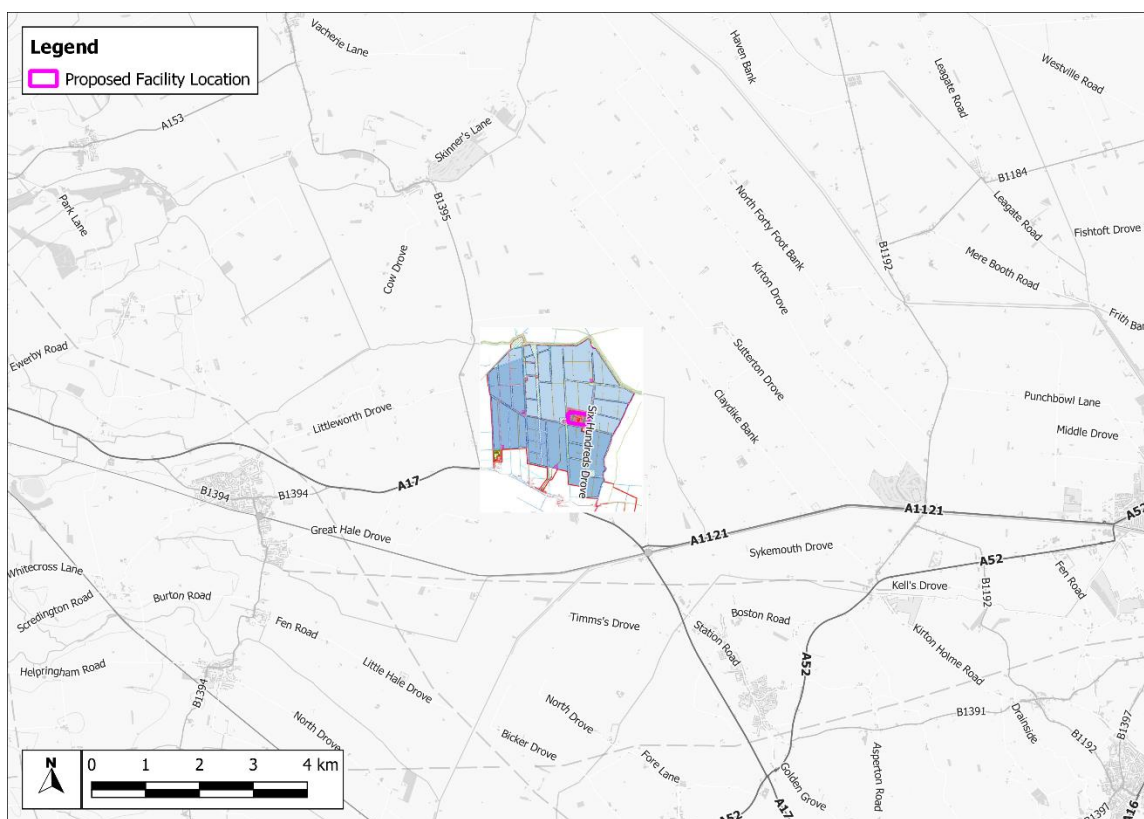 Legend
Proposed Facility Location
Vacherie Lane
Haven Bank
Leagate Road
Westville Road
A153
Skinner's Lane
B1184
Park Lane
B1395
North Forty Foot Bank
Leagate Road
Fishtoft Drove
Cow Drove
Kirton Drove
B1192
Mere Booth Road
Frith Ban
Ewerby Road
Sutterton Drove
Littleworth Drove
Claydike Bank
Punchbowl Lane
Middle Drove
Six Hundreds Drove
A17
B1394
B1394
Great Hale Drove
A1121
A1121
A52
Sykemouth Drove
A52
Whitecross Lane
Scredington Road
Burton Road
Kell's Drove
B1192
Fen Road
Fen Road
Timms's Drove
Boston Road
Station Road
Kirton Holme Road
Helpringham Road
B1394
Little Hale Drove
A52
North Drove
North Drove
Bicker Drove
Fore Lane
B1391
Drainside
B1192
B1397
Golden Grove
Asperton Road
A52
A17
B1397
A16
N
0 1 2 3 4 km